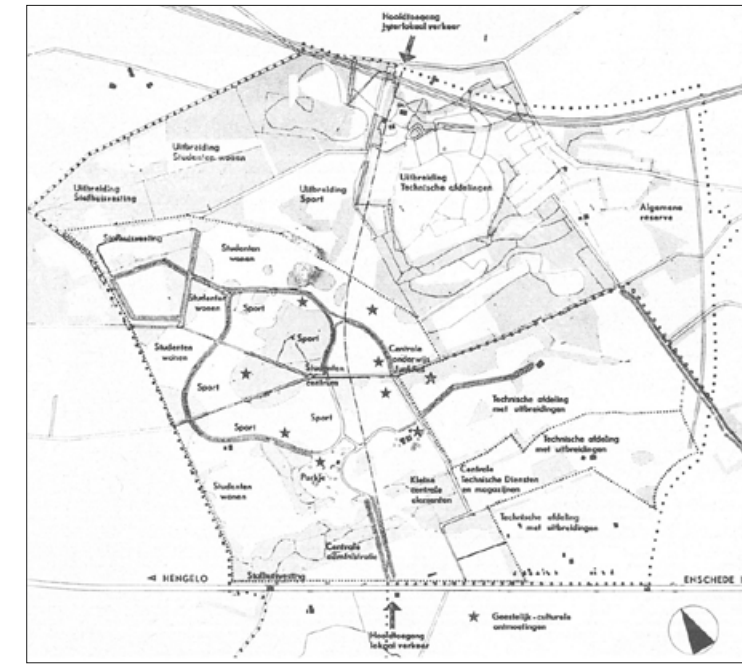 Hoofdtoegang
interlokaal verkeer
Uitbreiding
Studenten wonen
Uitbreiding
Stafhuisvesting
Uitbreiding
Sport
Uitbreiding
Technische afdelingen
Algemene
reserve
Stafhuisvesting
Studenten
wonen
Studenten
wonen
Sport
Sport
Studenten
wonen
Centrale
onderwijs
Studenten
centrum
Sport
Sport
Sport
Technische afdeling
met uitbreidingen
Technische afdeling
met uitbreidingen
Parkje
Studenten
wonen
Kleine
centrale
elementen
Centrale
Technische Diensten
en magazijnen
Technische afdeling
met uitbreidingen
Centrale
administratie
HENGELO
Stafhuisvesting
ENSCHEDE
Hoofdtoegang
lokaal verkeer
Geestelijk-culturele
ontmoetingen